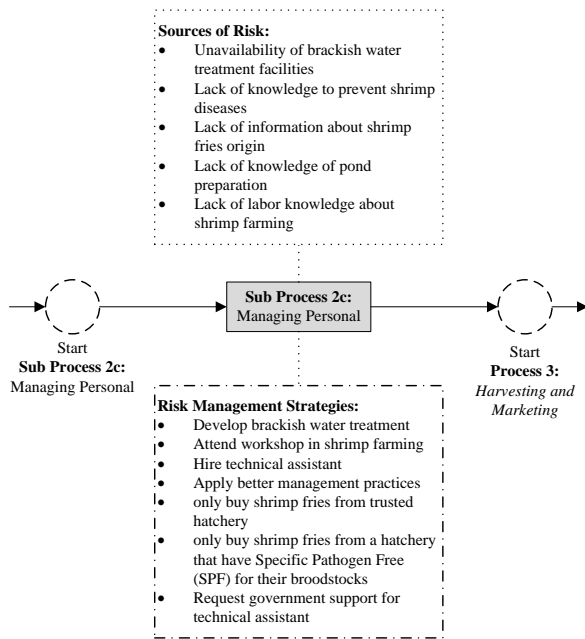 Sources of Risk:
• Unavailability of brackish water
treatment facilities
• Lack of knowledge to prevent shrimp
diseases
• Lack of information about shrimp
fries origin
• Lack of knowledge of pond
preparation
• Lack of labor knowledge about
shrimp farming
Start
Sub Process 2c:
Managing Personal
Sub Process 2c:
Managing Personal
Start
Process 3:
Harvesting and
Marketing
Risk Management Strategies:
• Develop brackish water treatment
• Attend workshop in shrimp farming
• Hire technical assistant
• Apply better management practices
• only buy shrimp fries from trusted
hatchery
• only buy shrimp fries from a hatchery
that have Specific Pathogen Free
(SPF) for their broodstocks
• Request government support for
technical assistant